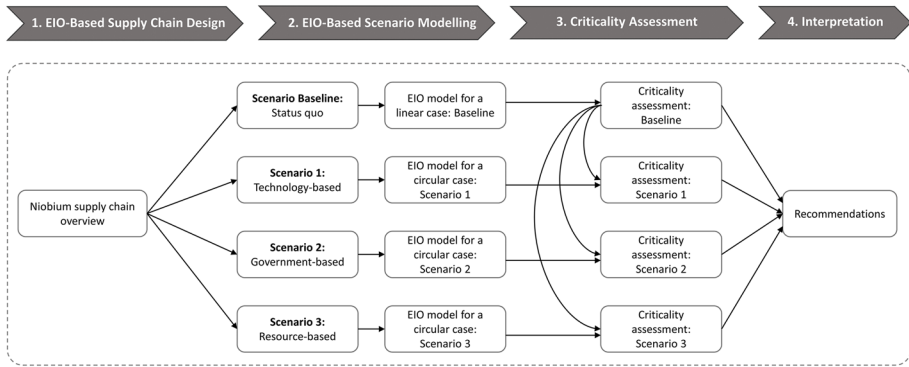 1. EIO-Based Supply Chain Design
2. EIO-Based Scenario Modelling
3. Criticality Assessment
4. Interpretation
Niobium supply chain
overview
Scenario Baseline:
Status quo
EIO model for a
linear case: Baseline
Criticality
assessment:
Baseline
Scenario 1:
Technology-based
EIO model for a
circular case:
Scenario 1
Criticality
assessment:
Scenario 1
Scenario 2:
Government-based
EIO model for a
circular case:
Scenario 2
Criticality
assessment:
Scenario 2
Scenario 3:
Resource-based
EIO model for a
circular case:
Scenario 3
Criticality
assessment:
Scenario 3
Recommendations